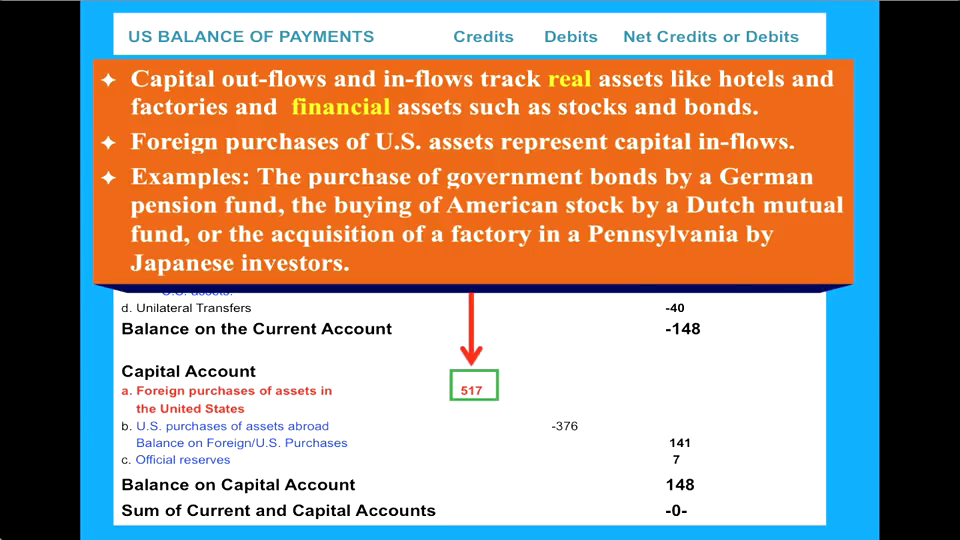 US BALANCE OF PAYMENTS Credits Debits Net Credits or Debits
✦ Capital out-flows and in-flows track real assets like hotels and
factories and financial assets such as stocks and bonds.
✦ Foreign purchases of U.S. assets represent capital in-flows.
✦ Examples: The purchase of government bonds by a German
pension fund, the buying of American stock by a Dutch mutual
fund, or the acquisition of a factory in a Pennsylvania by
Japanese investors.
U.S. assets.
d. Unilateral Transfers -40
Balance on the Current Account -148
Capital Account
a. Foreign purchases of assets in 517
the United States
b. U.S. purchases of assets abroad -376
Balance on Foreign/U.S. Purchases 141
c. Official reserves 7
Balance on Capital Account 148
Sum of Current and Capital Accounts -0-